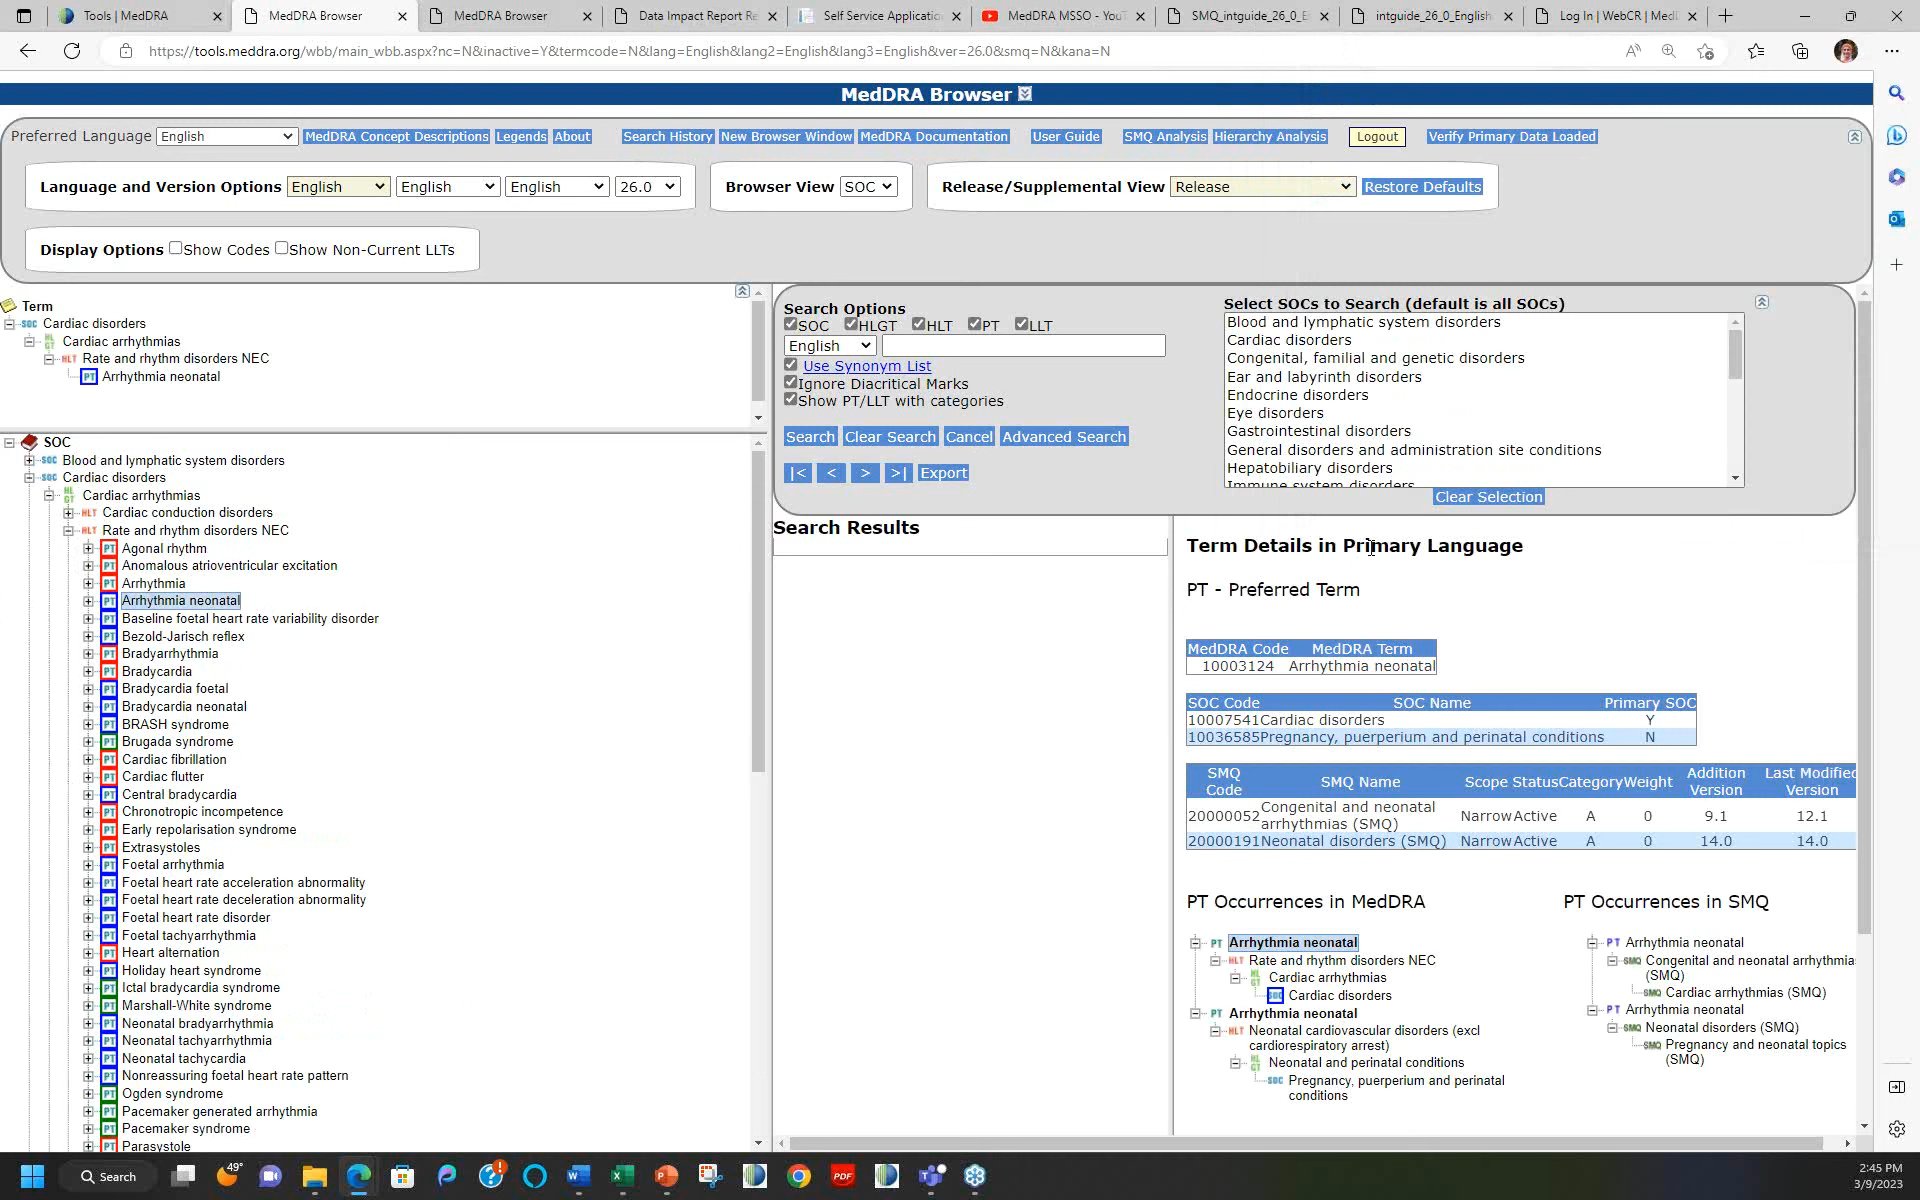 Tools | MedDRA
MedDRA Browser
MedDRA Browser
Data Impact Report Re
Self Service Applicatio
MedDRA MSSO - YouT
SMQ_intguide_26_0_E
intguide_26_0_English
Log In | WebCR | Med
https://tools.meddra.org/wbb/main_wbb.aspx?nc=N&inactive=Y&termcode=N&lang=English&lang2=English&lang3=English&ver=26.0&smq=N&kana=N
MedDRA Browser
Preferred Language English MedDRA Concept Descriptions Legends About Search History New Browser Window MedDRA Documentation User Guide SMQ Analysis Hierarchy Analysis Logout Verify Primary Data Loaded
Language and Version Options English English English 26.0 Browser View SOC Release/Supplemental View Release Restore Defaults
Display Options Show Codes Show Non-Current LLTs
Term
SOC Cardiac disorders
HLGT Cardiac arrhythmias
HLT Rate and rhythm disorders NEC
PT Arrhythmia neonatal
SOC
SOC Blood and lymphatic system disorders
SOC Cardiac disorders
HLGT Cardiac arrhythmias
HLT Cardiac conduction disorders
HLT Rate and rhythm disorders NEC
PT Agonal rhythm
PT Anomalous atrioventricular excitation
PT Arrhythmia
PT Arrhythmia neonatal
PT Baseline foetal heart rate variability disorder
PT Bezold-Jarisch reflex
PT Bradyarrhythmia
PT Bradycardia
PT Bradycardia foetal
PT Bradycardia neonatal
PT BRASH syndrome
PT Brugada syndrome
PT Cardiac fibrillation
PT Cardiac flutter
PT Central bradycardia
PT Chronotropic incompetence
PT Early repolarisation syndrome
PT Extrasystoles
PT Foetal arrhythmia
PT Foetal heart rate acceleration abnormality
PT Foetal heart rate deceleration abnormality
PT Foetal heart rate disorder
PT Foetal tachyarrhythmia
PT Heart alternation
PT Holiday heart syndrome
PT Ictal bradycardia syndrome
PT Marshall-White syndrome
PT Neonatal bradyarrhythmia
PT Neonatal tachyarrhythmia
PT Neonatal tachycardia
PT Nonreassuring foetal heart rate pattern
PT Ogden syndrome
PT Pacemaker generated arrhythmia
PT Pacemaker syndrome
PT Parasystole
Search Options
SOC HLGT HLT PT LLT
English
Use Synonym List
Ignore Diacritical Marks
Show PT/LLT with categories
Search Clear Search Cancel Advanced Search
|< < > >| Export
Select SOCs to Search (default is all SOCs)
Blood and lymphatic system disorders
Cardiac disorders
Congenital, familial and genetic disorders
Ear and labyrinth disorders
Endocrine disorders
Eye disorders
Gastrointestinal disorders
General disorders and administration site conditions
Hepatobiliary disorders
Immune system disorders
Clear Selection
Search Results
Term Details in Primary Language
PT - Preferred Term
MedDRA Code MedDRA Term
10003124 Arrhythmia neonatal
SOC Code SOC Name Primary SOC
10007541 Cardiac disorders Y
10036585 Pregnancy, puerperium and perinatal conditions N
SMQ Code SMQ Name Scope Status Category Weight Addition Version Last Modified Version
20000052 Congenital and neonatal arrhythmias (SMQ) Narrow Active A 0 9.1 12.1
20000191 Neonatal disorders (SMQ) Narrow Active A 0 14.0 14.0
PT Occurrences in MedDRA
PT Arrhythmia neonatal
HLT Rate and rhythm disorders NEC
HLGT Cardiac arrhythmias
SOC Cardiac disorders
PT Arrhythmia neonatal
HLT Neonatal cardiovascular disorders (excl
cardiorespiratory arrest)
HLGT Neonatal and perinatal conditions
SOC Pregnancy, puerperium and perinatal
conditions
PT Occurrences in SMQ
PT Arrhythmia neonatal
SMQ Congenital and neonatal arrhythmia
(SMQ)
SMQ Cardiac arrhythmias (SMQ)
PT Arrhythmia neonatal
SMQ Neonatal disorders (SMQ)
SMQ Pregnancy and neonatal topics
(SMQ)
Search
49°
PDF
2:45 PM
3/9/2023